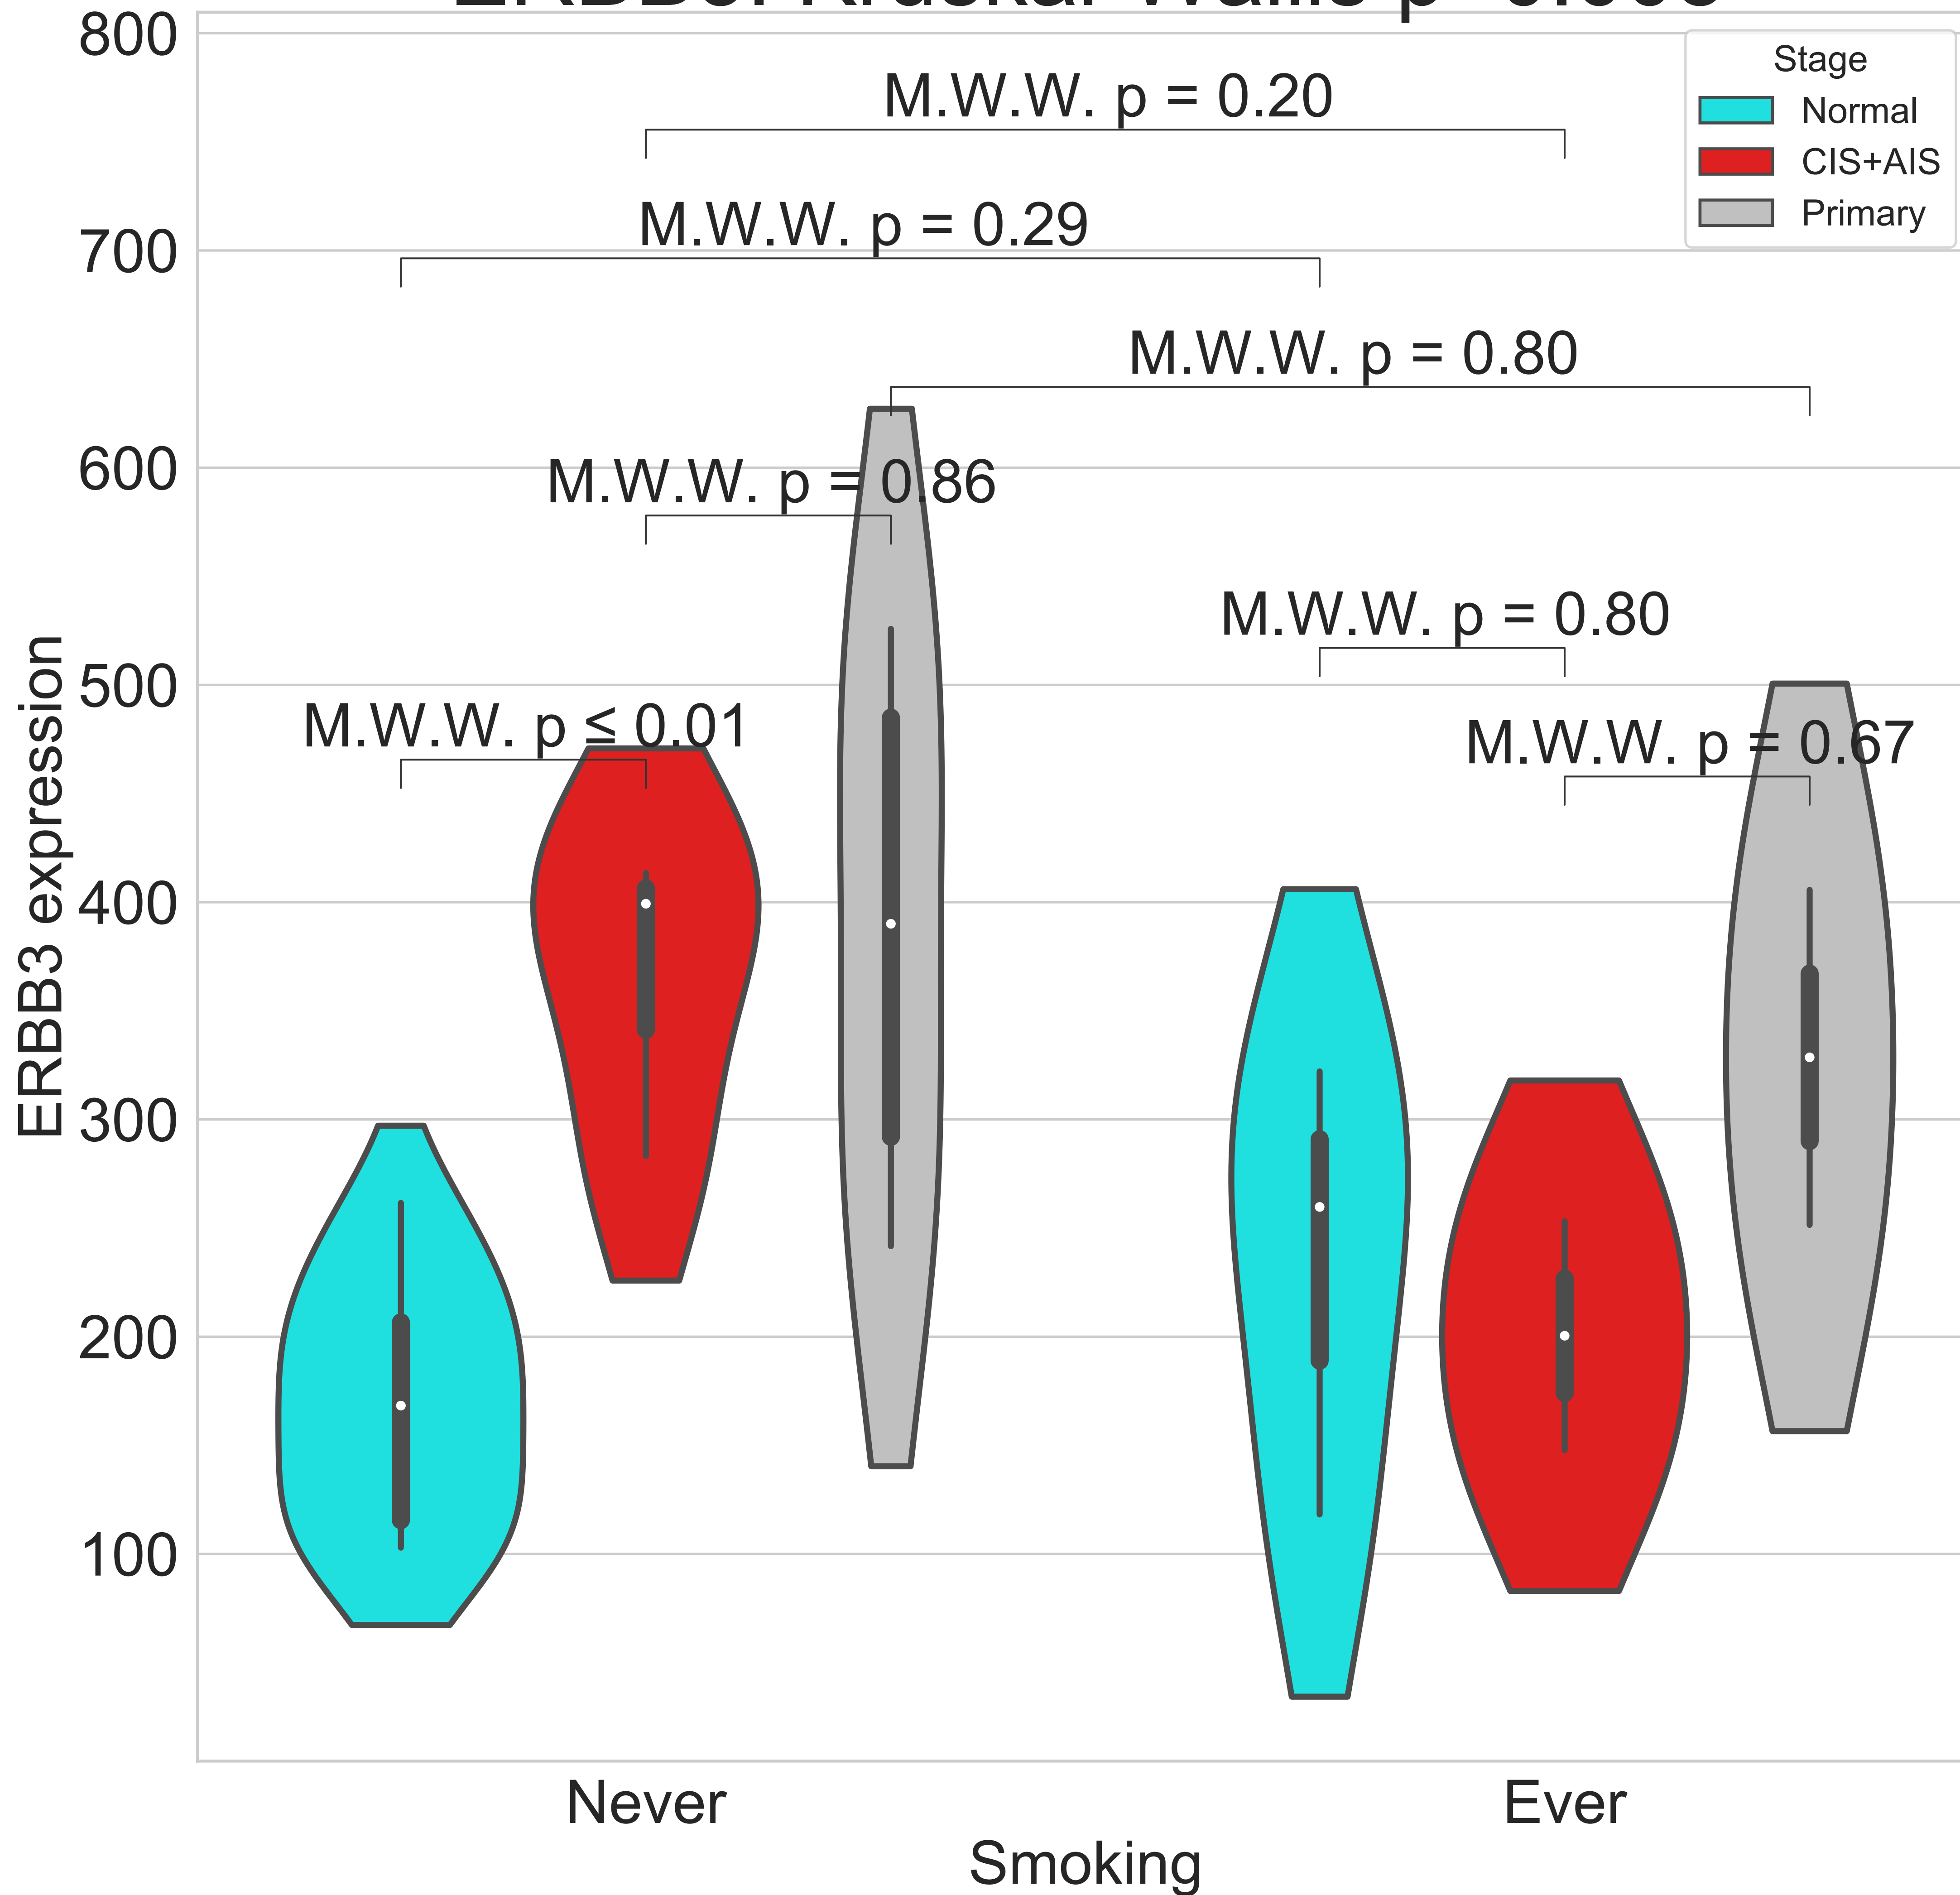 800
700
600
500
400
300
200
100
ERBB3 expression
M.W.W. p = 0.20
M.W.W. p = 0.29
M.W.W. p = 0.80
M.W.W. p = 0.86
M.W.W. p = 0.80
M.W.W. p ≤ 0.01
M.W.W. p = 0.67
Stage
Normal
CIS+AIS
Primary
Never
Ever
Smoking